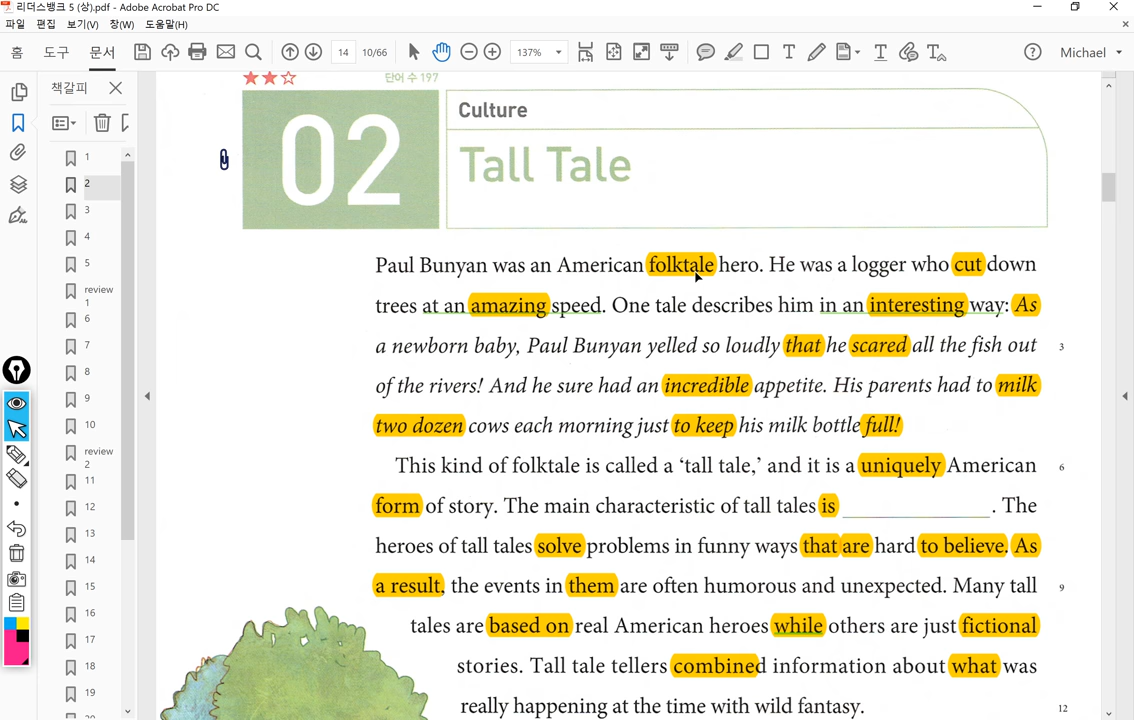 리더스뱅크 5 (상).pdf - Adobe Acrobat Pro DC
파일 편집 보기(V) 창(W) 도움말(H)
홈 도구 문서 14 10/66 137% Michael
책갈피
1
2
3
4
5
review 1
6
7
8
9
10
review 2
11
12
13
14
15
16
17
18
19
20
단어 수 197
02
Culture
Tall Tale
Paul Bunyan was an American folktale hero. He was a logger who cut down
trees at an amazing speed. One tale describes him in an interesting way: As
a newborn baby, Paul Bunyan yelled so loudly that he scared all the fish out 3
of the rivers! And he sure had an incredible appetite. His parents had to milk
two dozen cows each morning just to keep his milk bottle full!
This kind of folktale is called a ‘tall tale,’ and it is a uniquely American 6
form of story. The main characteristic of tall tales is ____________. The
heroes of tall tales solve problems in funny ways that are hard to believe. As
a result, the events in them are often humorous and unexpected. Many tall 9
tales are based on real American heroes while others are just fictional
stories. Tall tale tellers combined information about what was
really happening at the time with wild fantasy. 12